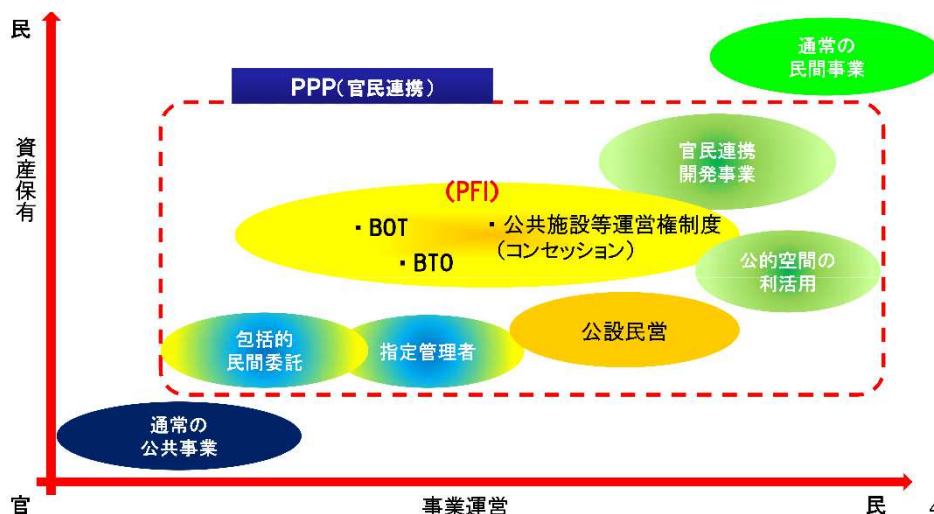 民
通常の
民間事業
PPP(官民連携)
資産保有
官民連携
開発事業
(PFI)
・BOT
・公共施設等運営権制度
(コンセッション)
・BTO
公的空間の
利活用
公設民営
包括的
民間委託
指定管理者
通常の
公共事業
官
事業運営
民